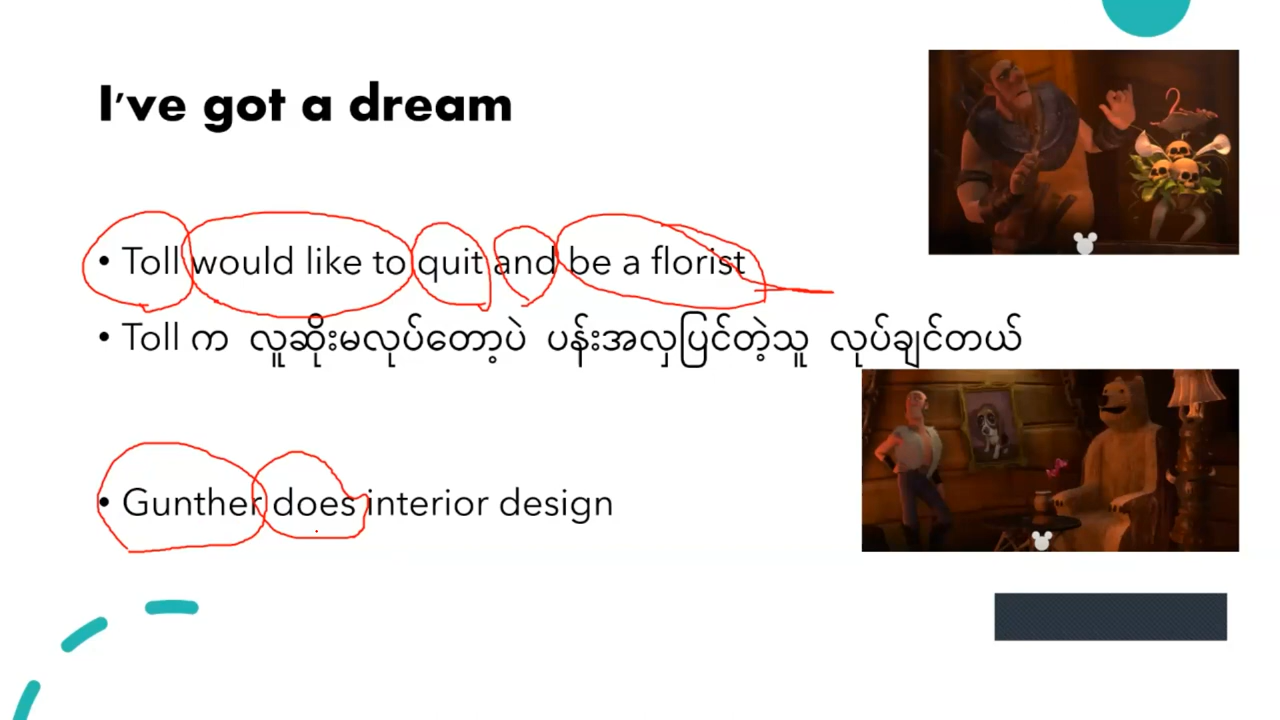 I've got a dream
• Toll would like to quit and be a florist
• Toll က လူဆိုးမလုပ်တော့ပဲ ပန်းအလှပြင်တဲ့သူ လုပ်ချင်တယ်
• Gunther does interior design